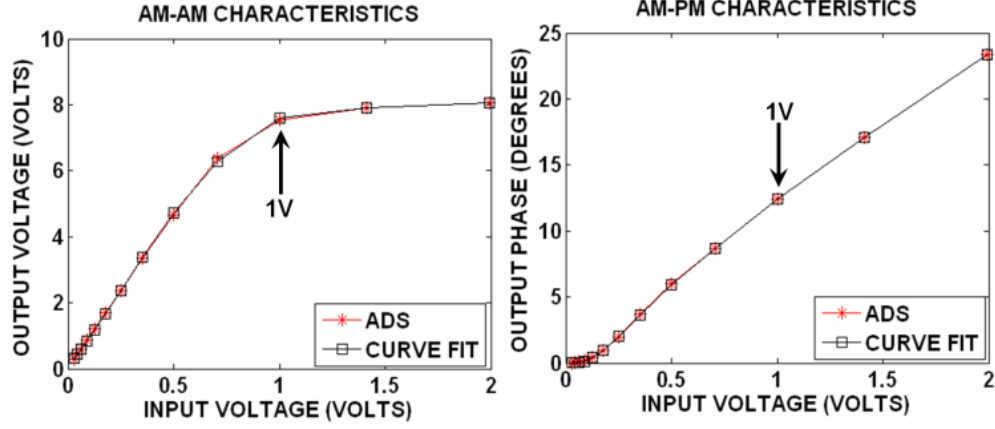 AM-AM CHARACTERISTICS
OUTPUT VOLTAGE (VOLTS)
10
8
6
4
2
0
1V
ADS
CURVE FIT
0
0.5
1
1.5
2
INPUT VOLTAGE (VOLTS)
AM-PM CHARACTERISTICS
OUTPUT PHASE (DEGREES)
25
20
15
10
5
0
1V
ADS
CURVE FIT
0
0.5
1
1.5
2
INPUT VOLTAGE (VOLTS)